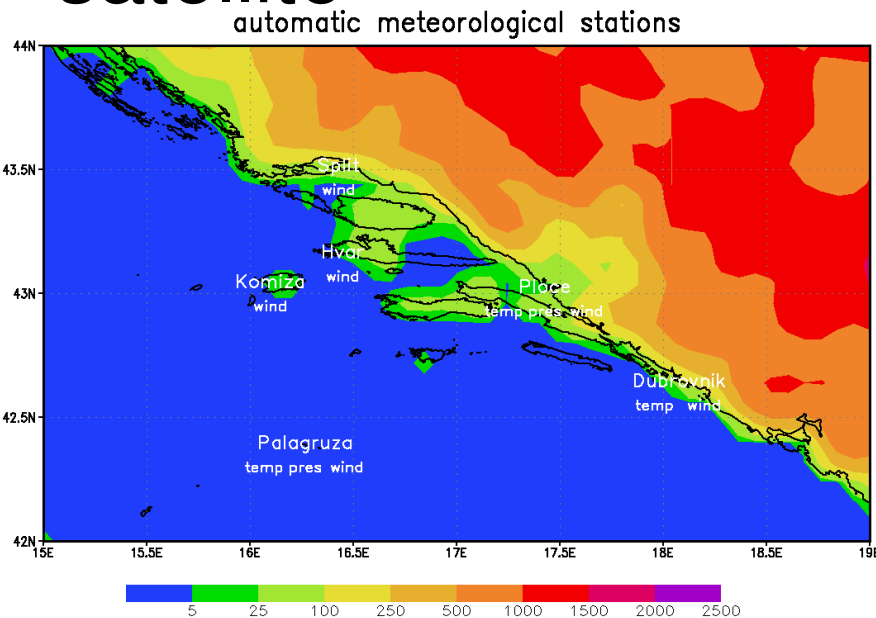 automatic meteorological stations
44N
43.5N
43N
42.5N
42N
Split
wind
Hvar
wind
Komiza
wind
Ploce
temp pres wind
Dubrovnik
temp wind
Palagruza
temp pres wind
15E 15.5E 16E 16.5E 17E 17.5E 18E 18.5E 19E
5 25 100 250 500 1000 1500 2000 2500